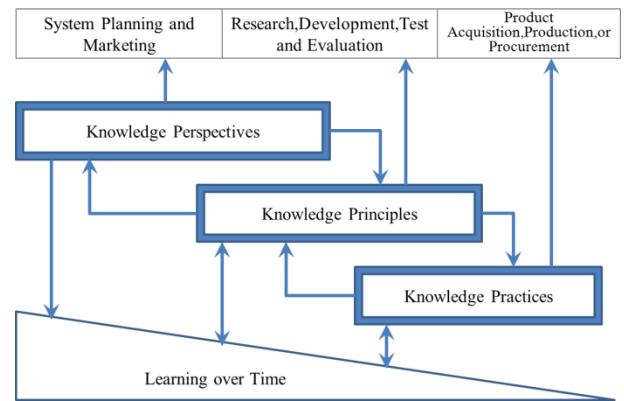 System Planning and
Marketing
Research,Development,Test
and Evaluation
Product
Acquisition,Production,or
Procurement
Knowledge Perspectives
Knowledge Principles
Knowledge Practices
Learning over Time